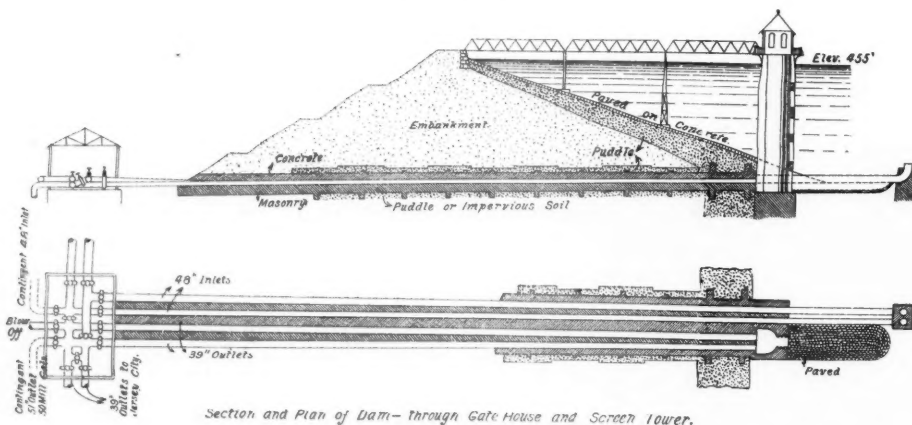 Elev. 455'
Paved on Concrete
Embankment
Concrete
Puddle
Masonry
Puddle or Impervious Soil
Contingent 48" Inlet
48" Inlets
Blow Off
39" Outlets
Contingent
51" Outlet
39" Outlets to Jersey City.
Paved
Section and Plan of Dam— through Gate House and Screen Tower.